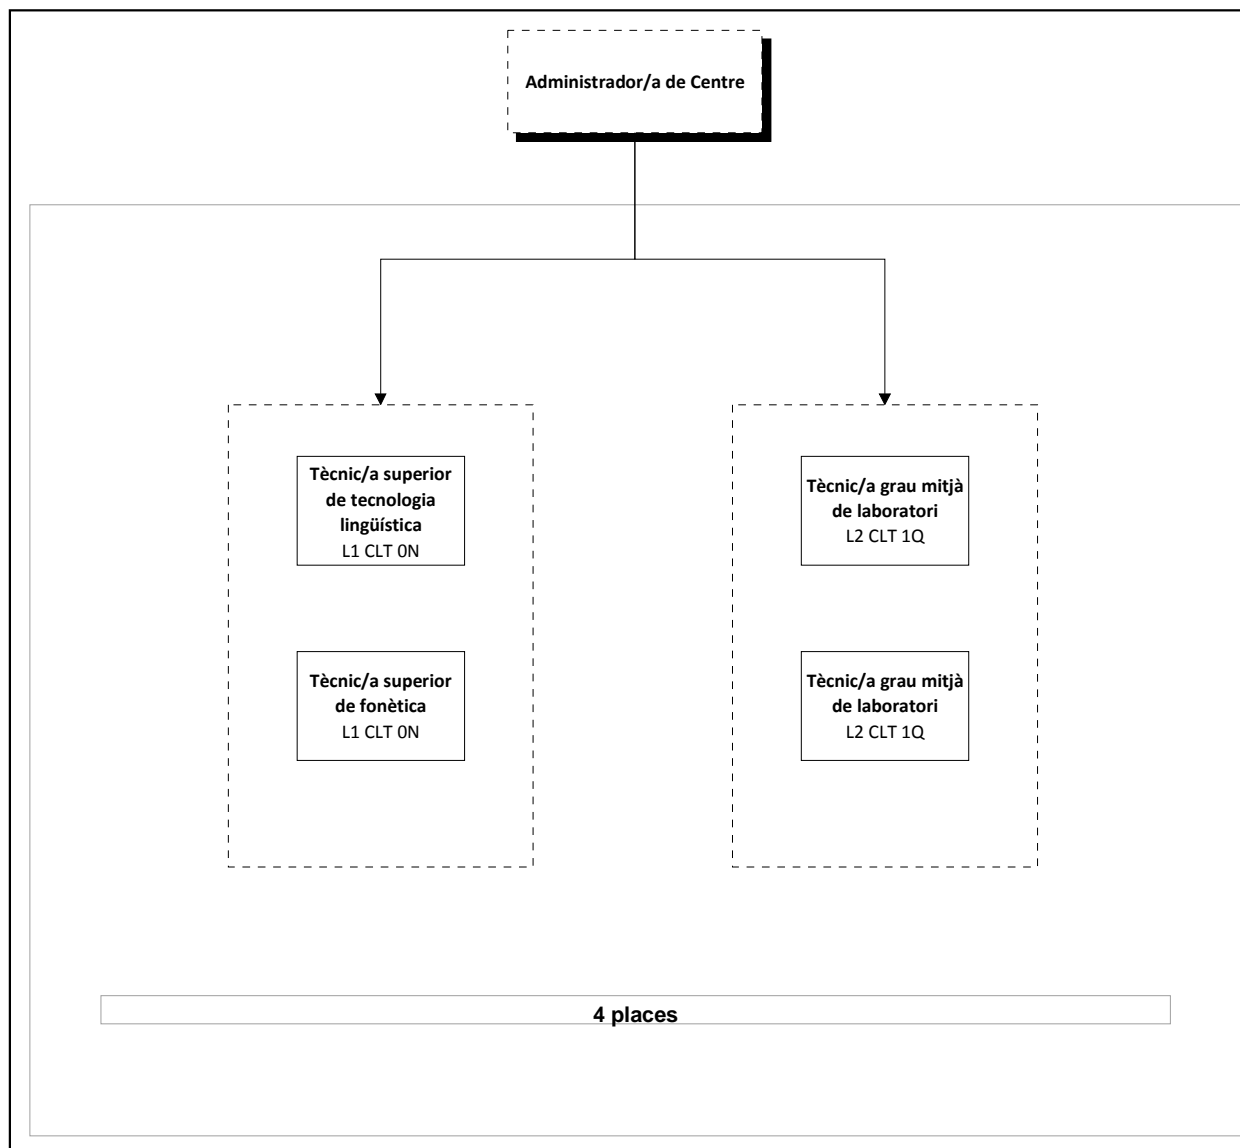 Administrador/a de Centre
Tècnic/a superior
de tecnologia
lingüística
L1 CLT 0N
Tècnic/a superior
de fonètica
L1 CLT 0N
Tècnic/a grau mitjà
de laboratori
L2 CLT 1Q
Tècnic/a grau mitjà
de laboratori
L2 CLT 1Q
4 places